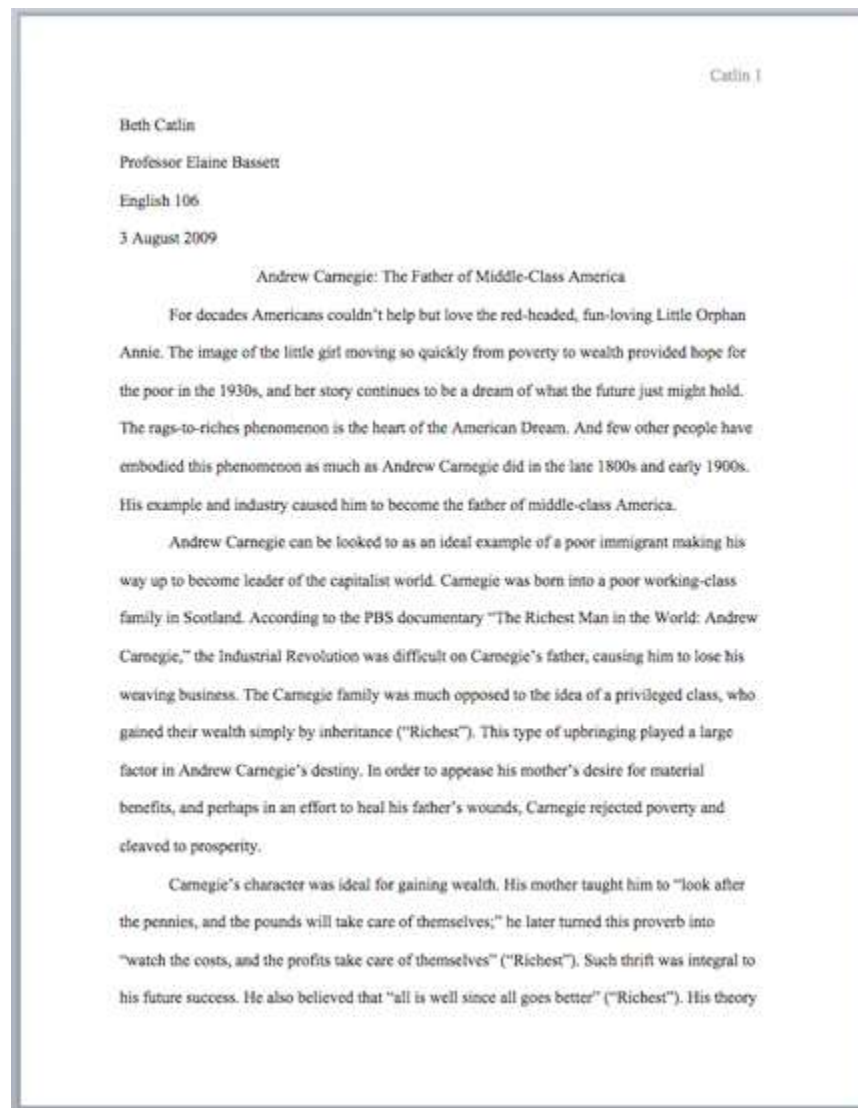 Catlin 1
Beth Catlin
Professor Elaine Bassett
English 106
3 August 2009
Andrew Carnegie: The Father of Middle-Class America
For decades Americans couldn’t help but love the red-headed, fun-loving Little Orphan
Annie. The image of the little girl moving so quickly from poverty to wealth provided hope for
the poor in the 1930s, and her story continues to be a dream of what the future just might hold.
The rags-to-riches phenomenon is the heart of the American Dream. And few other people have
embodied this phenomenon as much as Andrew Carnegie did in the late 1800s and early 1900s.
His example and industry caused him to become the father of middle-class America.
Andrew Carnegie can be looked to as an ideal example of a poor immigrant making his
way up to become leader of the capitalist world. Carnegie was born into a poor working-class
family in Scotland. According to the PBS documentary “The Richest Man in the World: Andrew
Carnegie,” the Industrial Revolution was difficult on Carnegie’s father, causing him to lose his
weaving business. The Carnegie family was much opposed to the idea of a privileged class, who
gained their wealth simply by inheritance (“Richest”). This type of upbringing played a large
factor in Andrew Carnegie’s destiny. In order to appease his mother’s desire for material
benefits, and perhaps in an effort to heal his father’s wounds, Carnegie rejected poverty and
cleaved to prosperity.
Carnegie’s character was ideal for gaining wealth. His mother taught him to “look after
the pennies, and the pounds will take care of themselves;” he later turned this proverb into
“watch the costs, and the profits take care of themselves” (“Richest”). Such thrift was integral to
his future success. He also believed that “all is well since all goes better” (“Richest”). His theory